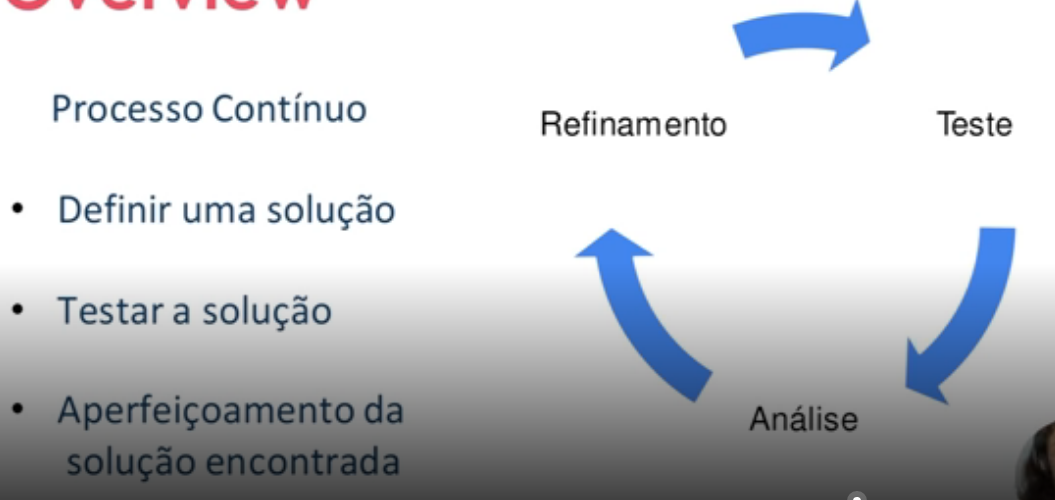 Overview
Processo Contínuo
• Definir uma solução
• Testar a solução
• Aperfeiçoamento da
solução encontrada
Refinamento
Teste
Análise